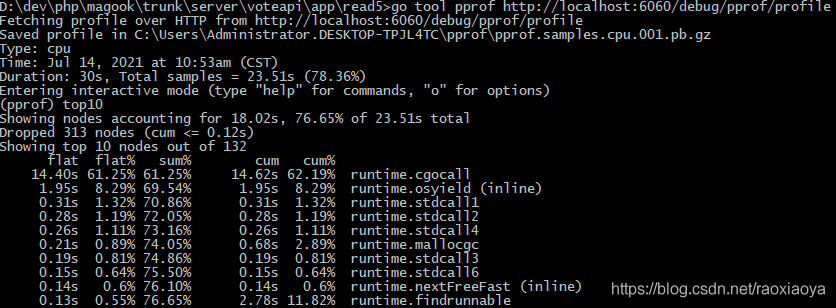 D:\dev\php\magook\trunk\server\voteapi\app\read5>go tool pprof http://localhost:6060/debug/pprof/profile
Fetching profile over HTTP from http://localhost:6060/debug/pprof/profile
Saved profile in C:\Users\Administrator.DESKTOP-TPJL4TC\pprof\pprof.samples.cpu.001.pb.gz
Type: cpu
Time: Jul 14, 2021 at 10:53am (CST)
Duration: 30s, Total samples = 23.51s (78.36%)
Entering interactive mode (type "help" for commands, "o" for options)
(pprof) top10
Showing nodes accounting for 18.02s, 76.65% of 23.51s total
Dropped 313 nodes (cum <= 0.12s)
Showing top 10 nodes out of 132
flat flat% sum% cum cum%
14.40s 61.25% 61.25% 14.62s 62.19% runtime.cgocall
1.95s 8.29% 69.54% 1.95s 8.29% runtime.osyield (inline)
0.31s 1.32% 70.86% 0.31s 1.32% runtime.stdcall1
0.28s 1.19% 72.05% 0.28s 1.19% runtime.stdcall2
0.26s 1.11% 73.16% 0.26s 1.11% runtime.stdcall4
0.21s 0.89% 74.05% 0.68s 2.89% runtime.mallocgc
0.19s 0.81% 74.86% 0.19s 0.81% runtime.stdcall3
0.15s 0.64% 75.50% 0.15s 0.64% runtime.stdcall6
0.14s 0.6% 76.10% 0.14s 0.6% runtime.nextFreeFast (inline)
0.13s 0.55% 76.65% 2.78s 11.82% runtime.findrunnable
https://blog.csdn.net/raoxiaoya